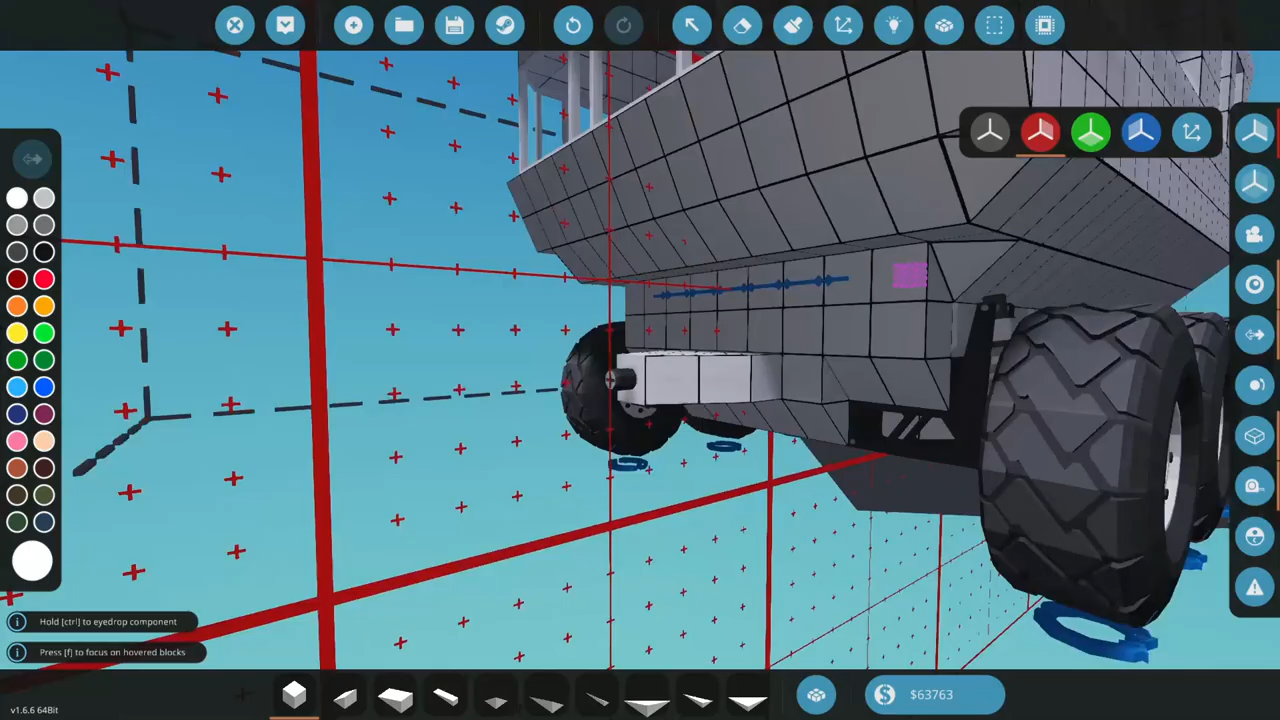 Hold [ctrl] to eyedrop component
Press [f] to focus on hovered blocks
v1.6.6 64Bit
$63763